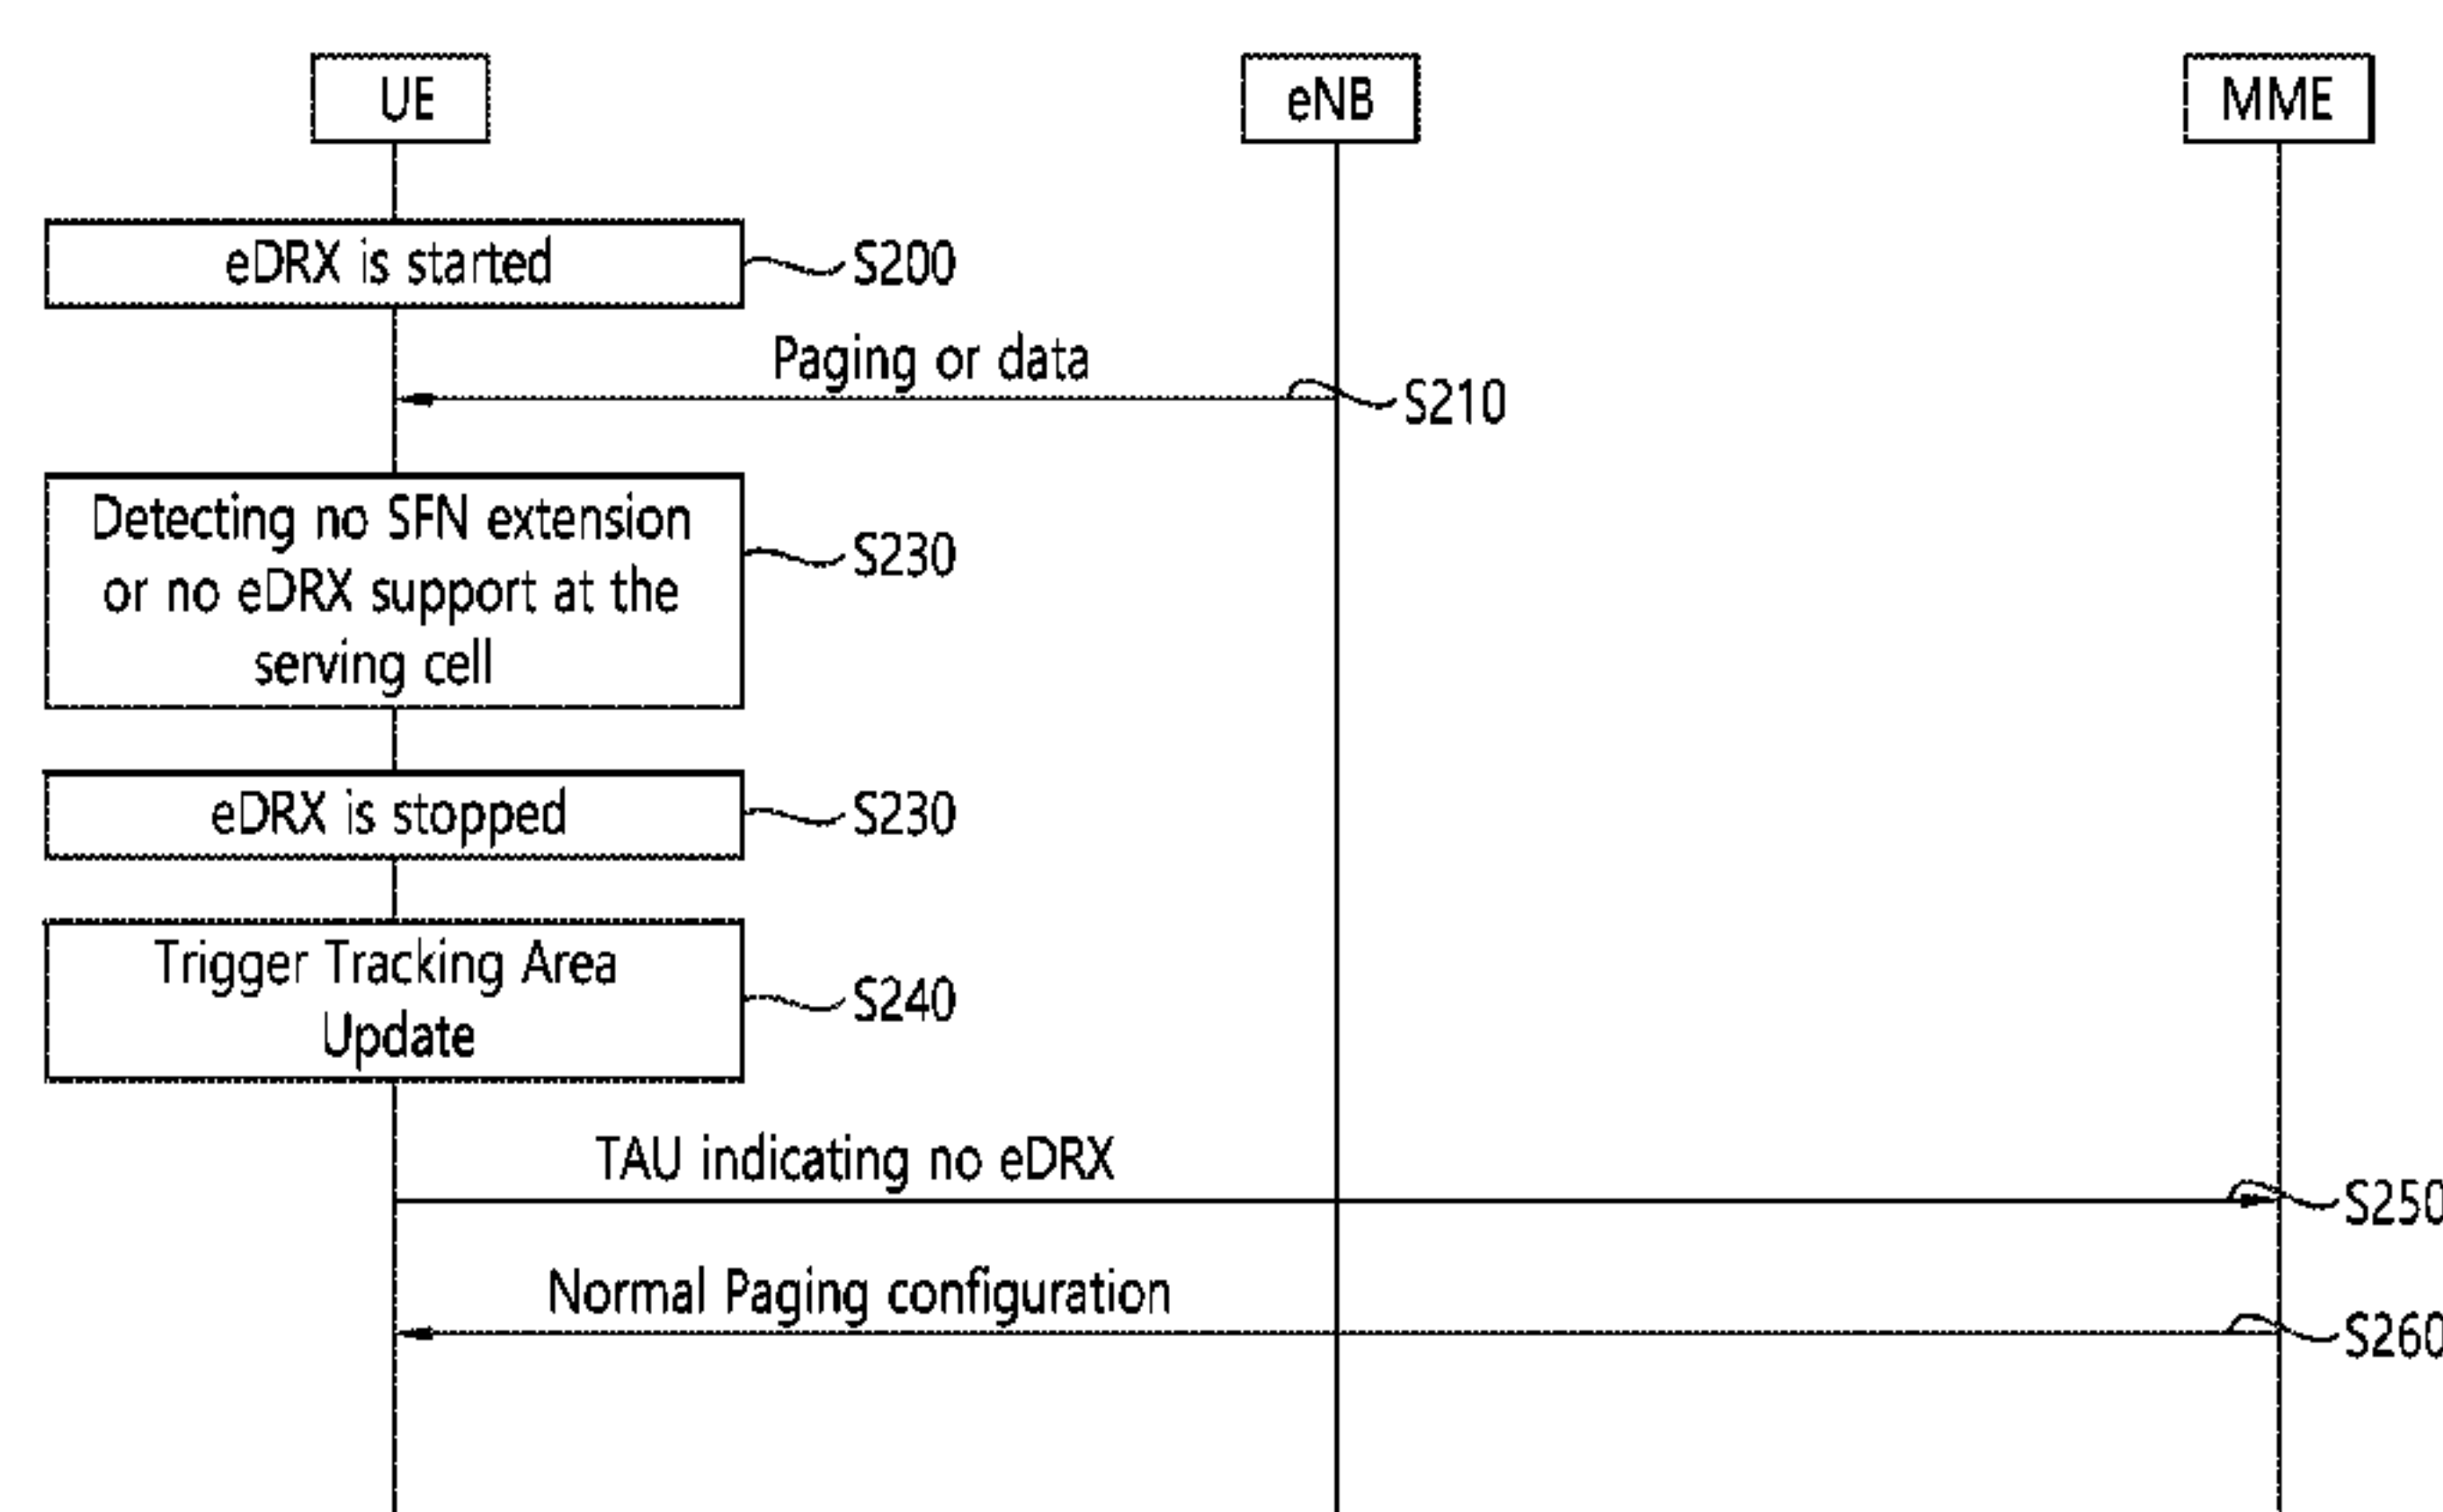 UE
eNB
MME
eDRX is started
S200
Paging or data
S210
Detecting no SFN extension
or no eDRX support at the
serving cell
S230
eDRX is stopped
S230
Trigger Tracking Area
Update
S240
TAU indicating no eDRX
S250
Normal Paging configuration
S260